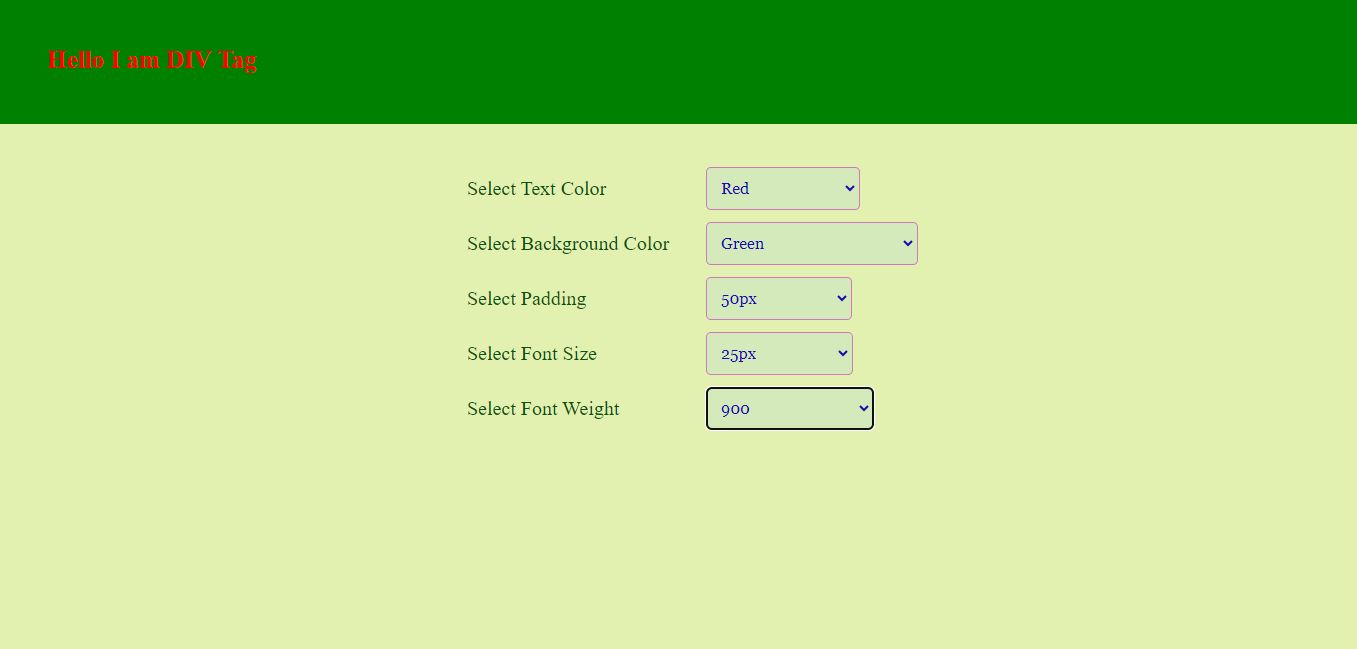 Hello I am DIV Tag
Select Text Color Red
Select Background Color Green
Select Padding 50px
Select Font Size 25px
Select Font Weight 900